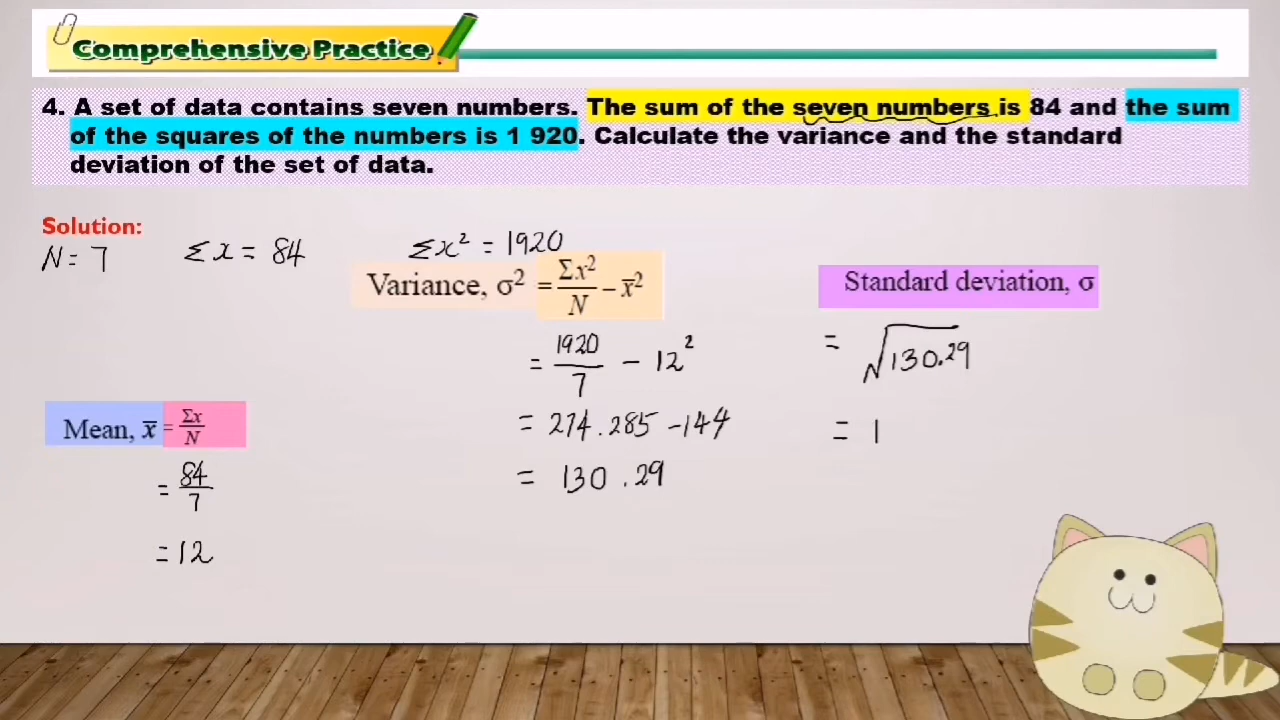 Comprehensive Practice
4. A set of data contains seven numbers. The sum of the seven numbers is 84 and the sum
of the squares of the numbers is 1 920. Calculate the variance and the standard
deviation of the set of data.
Solution:
N = 7
Σx = 84
Σx² = 1920
Mean, x̄ = Σx/N
= 84/7
= 12
Variance, σ² = Σx²/N − x̄²
= 1920/7 − 12²
= 274.285 − 144
= 130.29
Standard deviation, σ
= √130.29
= 1